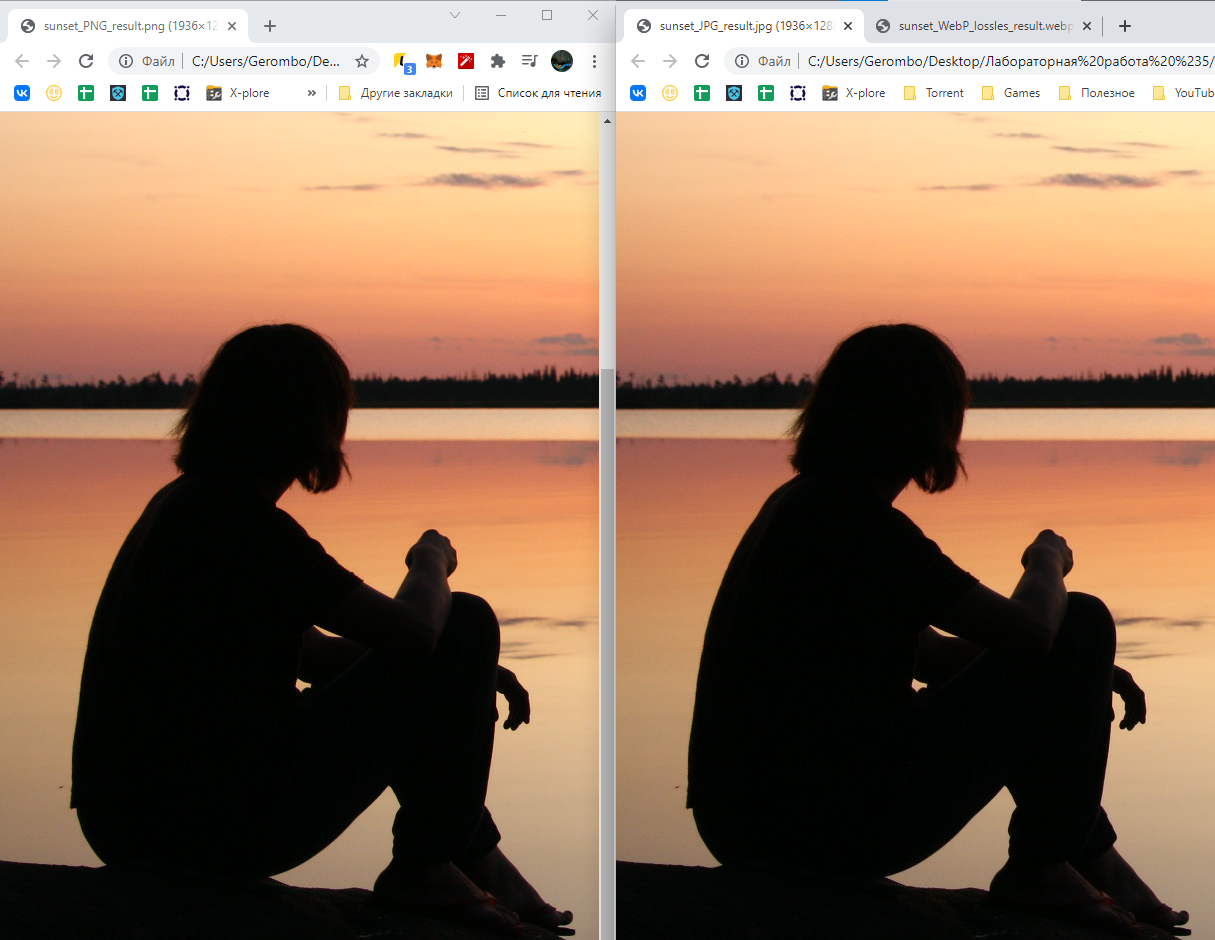 sunset_PNG_result.png (1936×12
Файл C:/Users/Gerombo/De...
3
X-plore » Другие закладки Список для чтения
sunset_JPG_result.jpg (1936×128 sunset_WebP_lossles_result.webp
Файл C:/Users/Gerombo/Desktop/Лабораторная%20работа%20%235/
X-plore Torrent Games Полезное YouTub